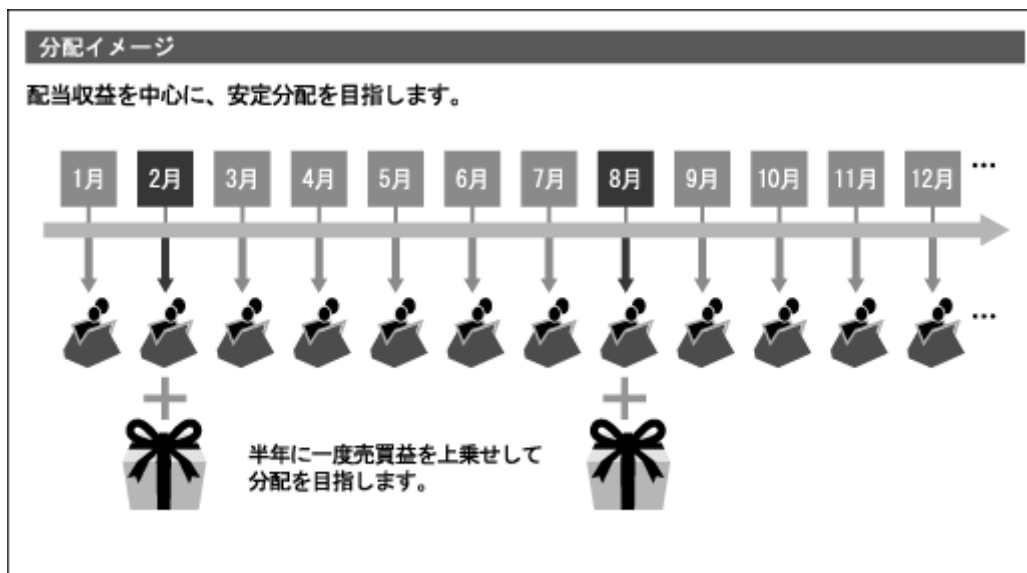 分配イメージ
配当収益を中心に、安定分配を目指します。
1月 2月 3月 4月 5月 6月 7月 8月 9月 10月 11月 12月 …
…
半年に一度売買益を上乗せして
分配を目指します。